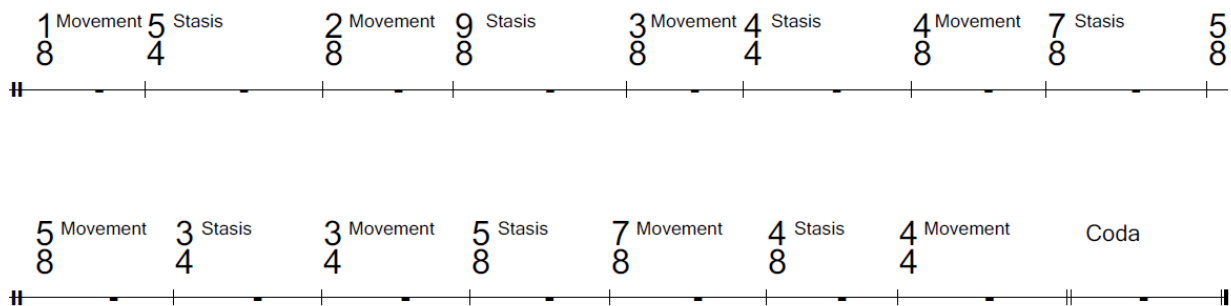 1/8 Movement 5/4 Stasis 2/8 Movement 9/8 Stasis 3/8 Movement 4/4 Stasis 4/8 Movement 7/8 Stasis 5/8
5/8 Movement 3/4 Stasis 3/4 Movement 5/8 Stasis 7/8 Movement 4/8 Stasis 4/4 Movement Coda